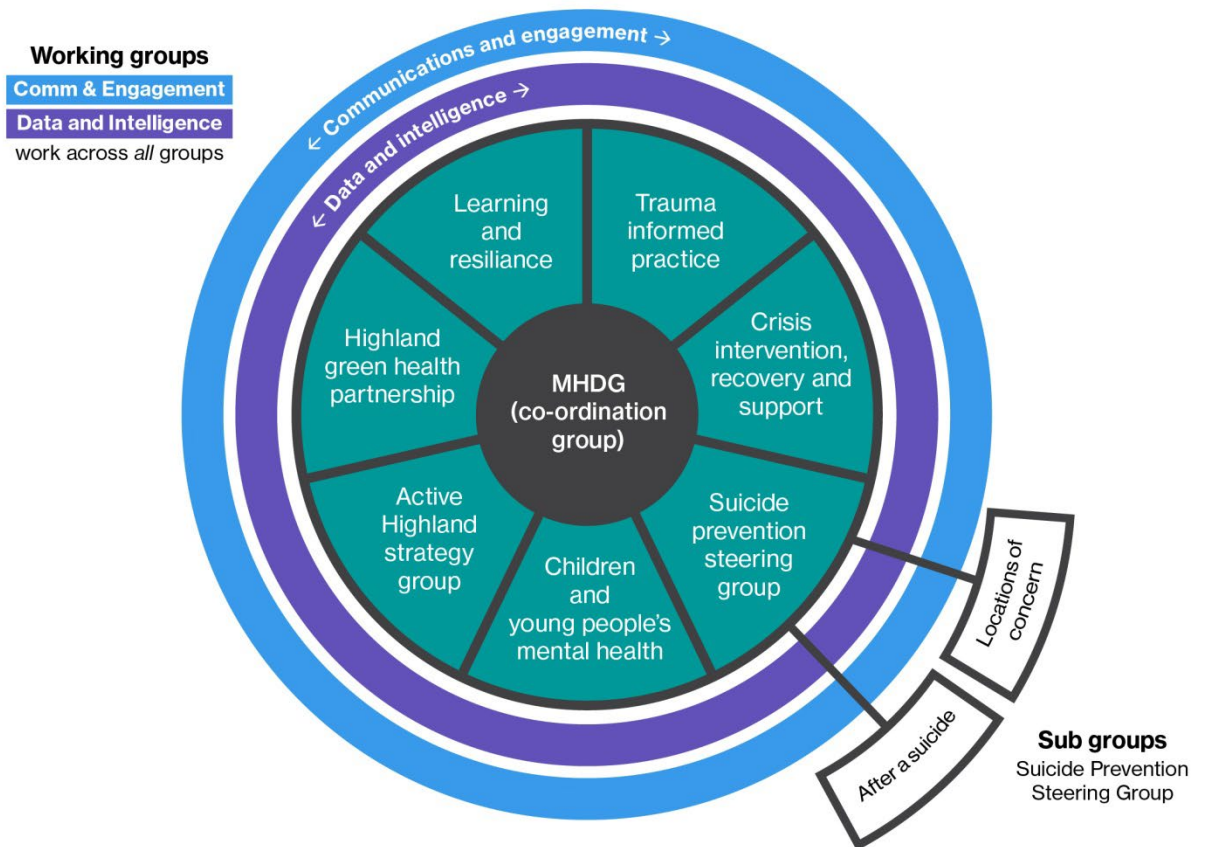 Working groups
Comm & Engagement
Data and Intelligence
work across all groups
← Communications and engagement →
← Data and intelligence →
Learning
and
resiliance
Trauma
informed
practice
Highland
green health
partnership
Crisis
intervention,
recovery and
support
MHDG
(co-ordination
group)
Active
Highland
strategy
group
Children
and
young people's
mental health
Suicide
prevention
steering
group
Locations of
concern
After a suicide
Sub groups
Suicide Prevention
Steering Group